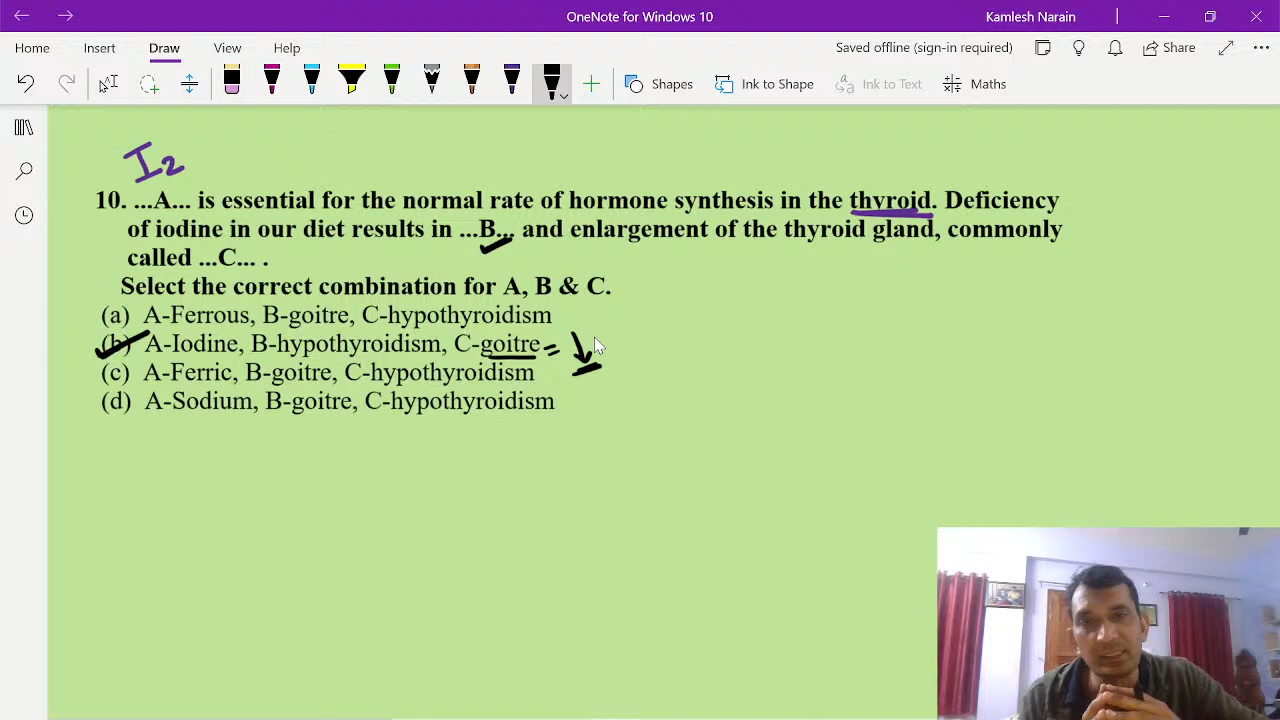 OneNote for Windows 10
Kamlesh Narain
Home Insert Draw View Help
Saved offline (sign-in required)
Share
Shapes
Ink to Shape
Ink to Text
Maths
I2
10. ...A... is essential for the normal rate of hormone synthesis in the thyroid. Deficiency
of iodine in our diet results in ...B... and enlargement of the thyroid gland, commonly
called ...C... .
Select the correct combination for A, B & C.
(a) A-Ferrous, B-goitre, C-hypothyroidism
(b) A-Iodine, B-hypothyroidism, C-goitre =
(c) A-Ferric, B-goitre, C-hypothyroidism
(d) A-Sodium, B-goitre, C-hypothyroidism